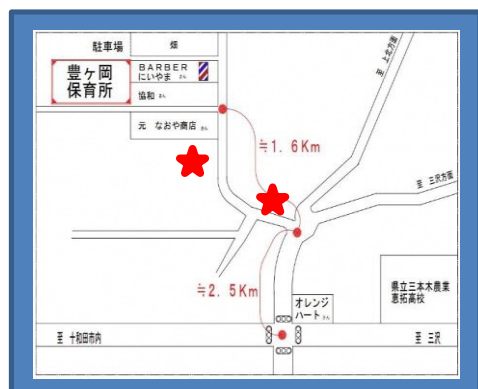 駐車場
畑
豊ヶ岡
保育所
BARBER
にいやま さん
協和 さん
元 なおや商店 さん
≒1.6Km
至 上北方面
至 三沢方面
≒2.5Km
オレンジ
ハート さん
県立三本木農業
恵拓高校
至 十和田市内
至 三沢